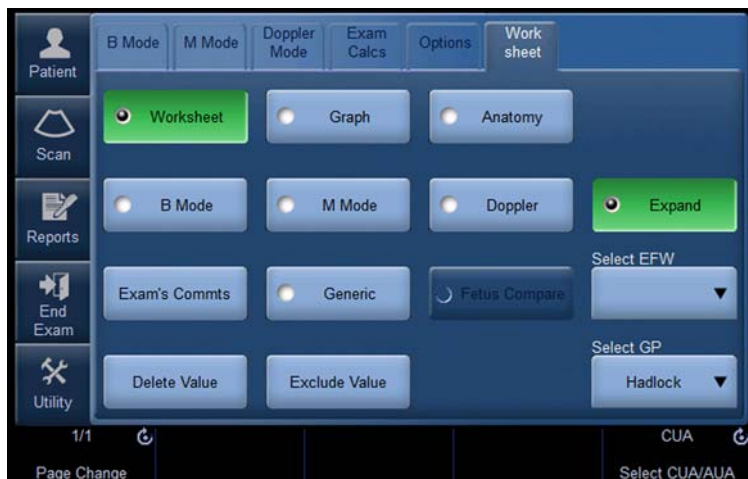 Patient
Scan
Reports
End
Exam
Utility
B Mode
M Mode
Doppler
Mode
Exam
Calcs
Options
Work
sheet
Worksheet
Graph
Anatomy
B Mode
M Mode
Doppler
Expand
Exam's Commts
Generic
Fetus Compare
Select EFW
Delete Value
Exclude Value
Select GP
Hadlock
1/1
Page Change
CUA
Select CUA/AUA